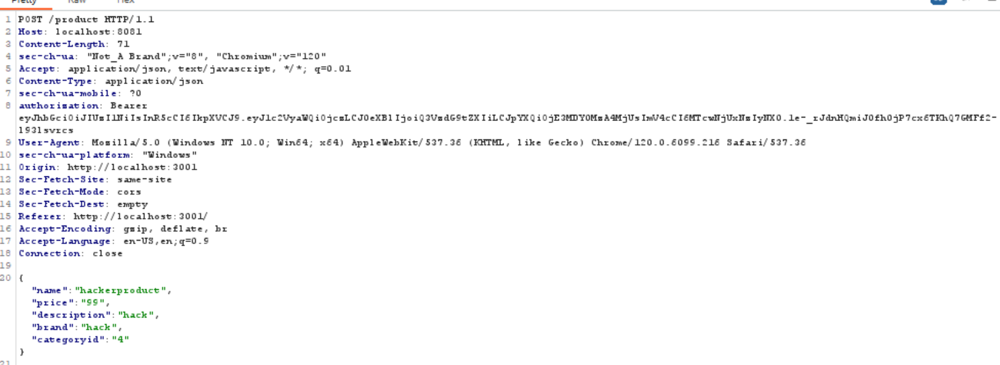 Pretty Raw Hex
1 POST /product HTTP/1.1
2 Host: localhost:8081
3 Content-Length: 71
4 sec-ch-ua: "Not_A Brand";v="8", "Chromium";v="120"
5 Accept: application/json, text/javascript, */*; q=0.01
6 Content-Type: application/json
7 sec-ch-ua-mobile: ?0
8 authorization: Bearer
9 User-Agent: Mozilla/5.0 (Windows NT 10.0; Win64; x64) AppleWebKit/537.36 (KHTML, like Gecko) Chrome/120.0.6099.216 Safari/537.36
10 sec-ch-ua-platform: "Windows"
11 Origin: http://localhost:3001
12 Sec-Fetch-Site: same-site
13 Sec-Fetch-Mode: cors
14 Sec-Fetch-Dest: empty
15 Referer: http://localhost:3001/
16 Accept-Encoding: gzip, deflate, br
17 Accept-Language: en-US,en;q=0.9
18 Connection: close
19
20 {
"name":"hackerproduct",
"price":"99",
"description":"hack",
"brand":"hack",
"categoryid":"4"
}
21